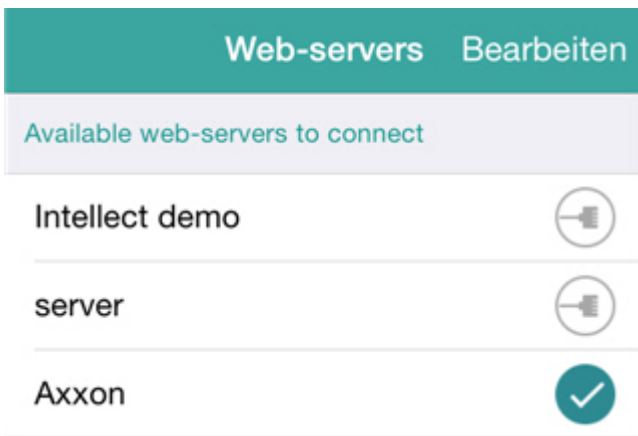 Web-servers Bearbeiten
Available web-servers to connect
Intellect demo
server
Axxon